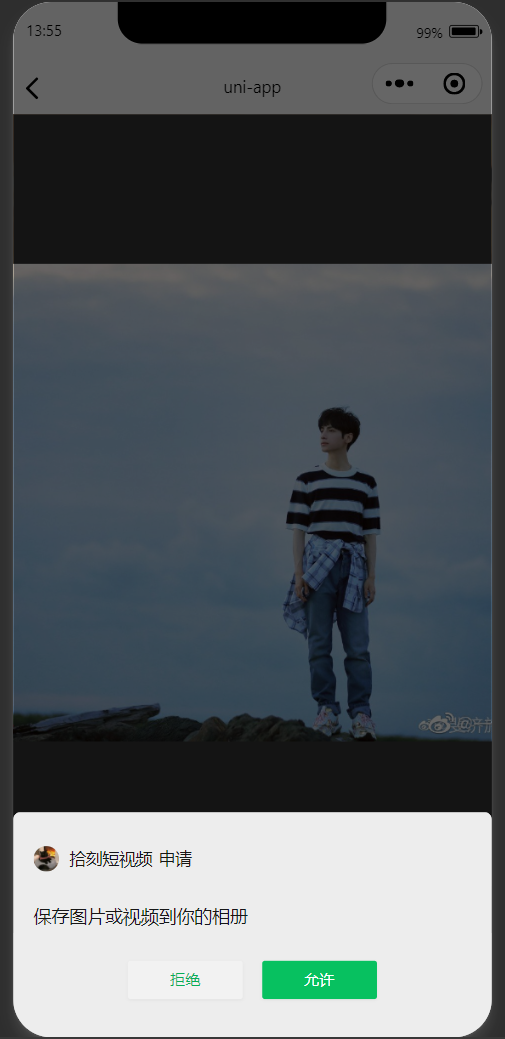 13:55
99%
uni-app
拾刻短视频 申请
保存图片或视频到你的相册
拒绝 允许